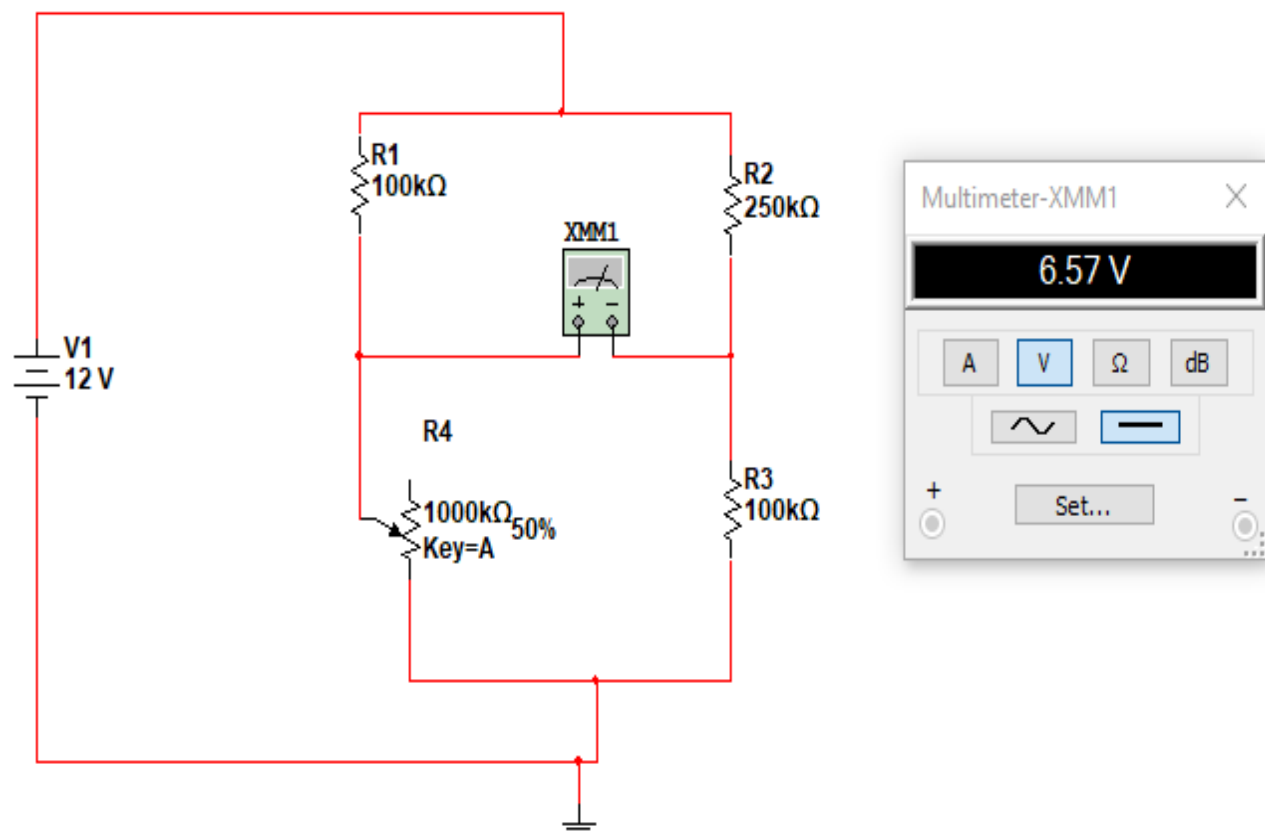 R1
100kΩ
R2
250kΩ
XMM1
+ −
V1
12 V
R4
1000kΩ 50%
Key=A
R3
100kΩ
Multimeter-XMM1
6.57 V
A V Ω dB
+ Set... −